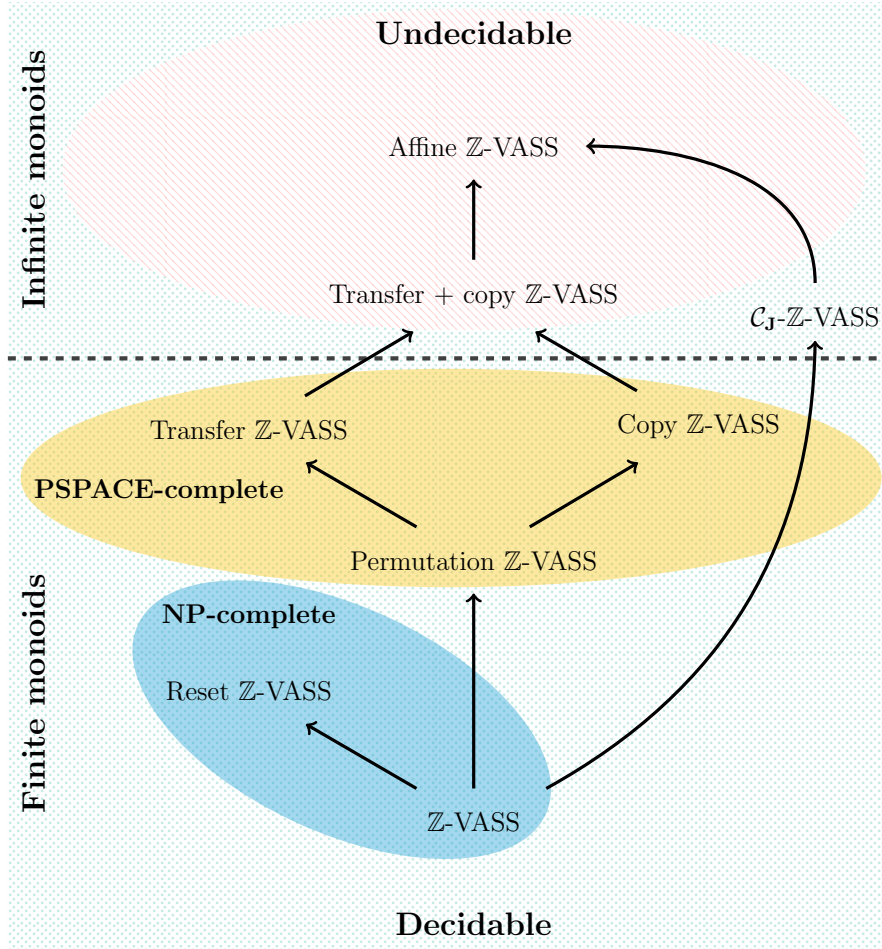 Undecidable
Infinite monoids
Affine ℤ-VASS
Transfer + copy ℤ-VASS
𝒞𝐉-ℤ-VASS
Transfer ℤ-VASS
Copy ℤ-VASS
PSPACE-complete
Permutation ℤ-VASS
Finite monoids
NP-complete
Reset ℤ-VASS
ℤ-VASS
Decidable